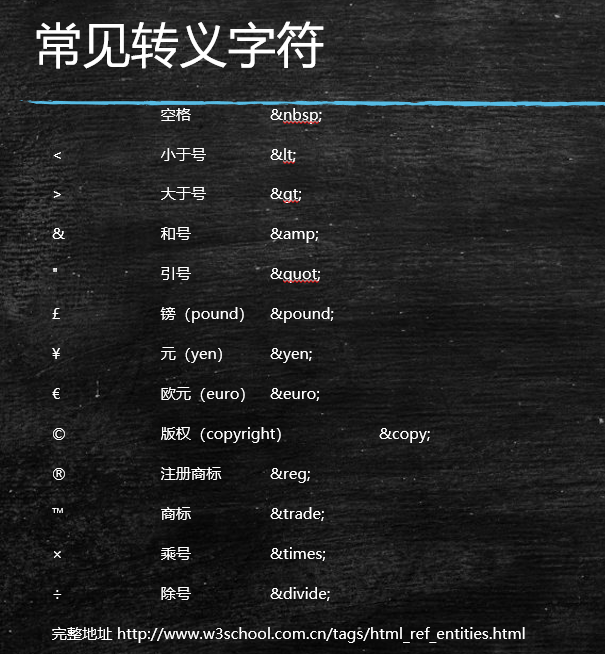 常见转义字符
空格 &nbsp;
< 小于号 &lt;
> 大于号 &gt;
& 和号 &amp;
" 引号 &quot;
£ 镑（pound） &pound;
¥ 元（yen） &yen;
€ 欧元（euro） &euro;
© 版权（copyright） &copy;
® 注册商标 &reg;
™ 商标 &trade;
× 乘号 &times;
÷ 除号 &divide;
完整地址 http://www.w3school.com.cn/tags/html_ref_entities.html